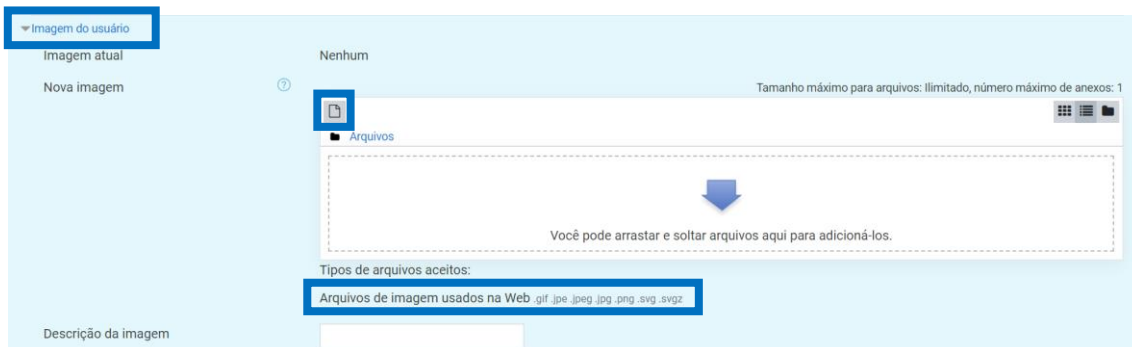 Imagem do usuário
Imagem atual Nenhum
Nova imagem
Tamanho máximo para arquivos: Ilimitado, número máximo de anexos: 1
Arquivos
Você pode arrastar e soltar arquivos aqui para adicioná-los.
Tipos de arquivos aceitos:
Arquivos de imagem usados na Web .gif .jpe .jpeg .jpg .png .svg .svgz
Descrição da imagem